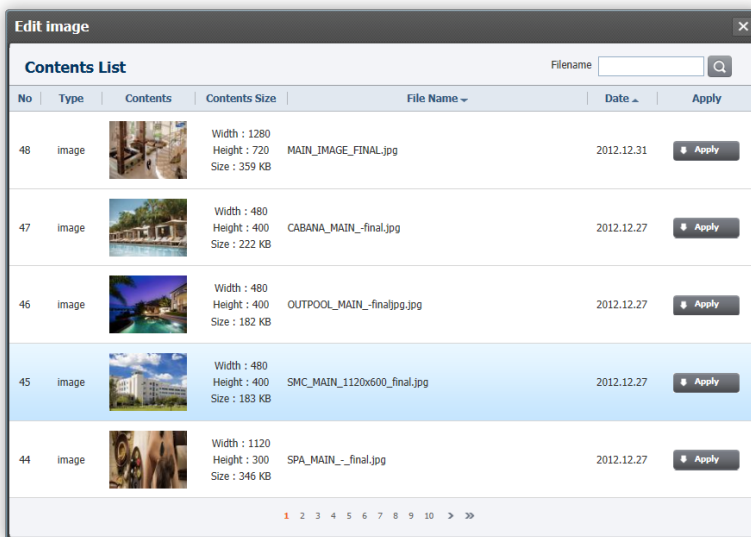 Edit image
Contents List
Filename
No Type Contents Contents Size File Name Date Apply
48 image Width : 1280 Height : 720 Size : 359 KB MAIN_IMAGE_FINAL.jpg 2012.12.31 Apply
47 image Width : 480 Height : 400 Size : 222 KB CABANA_MAIN_-final.jpg 2012.12.27 Apply
46 image Width : 480 Height : 400 Size : 182 KB OUTPOOL_MAIN_-finaljpg.jpg 2012.12.27 Apply
45 image Width : 480 Height : 400 Size : 183 KB SMC_MAIN_1120x600_final.jpg 2012.12.27 Apply
44 image Width : 1120 Height : 300 Size : 346 KB SPA_MAIN_-_final.jpg 2012.12.27 Apply
1 2 3 4 5 6 7 8 9 10 > >>